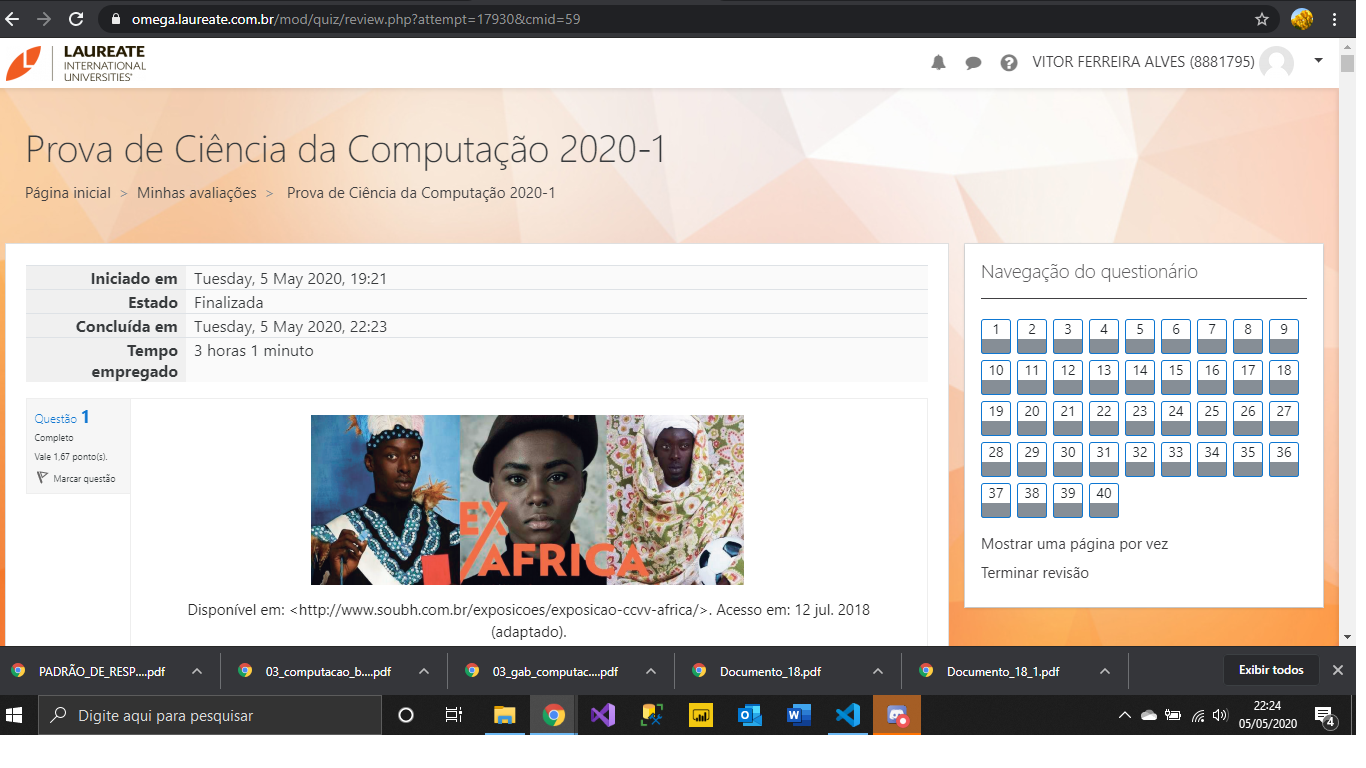 omega.laureate.com.br/mod/quiz/review.php?attempt=17930&cmid=59
LAUREATE
INTERNATIONAL
UNIVERSITIES®
VITOR FERREIRA ALVES (8881795)
Prova de Ciência da Computação 2020-1
Página inicial > Minhas avaliações > Prova de Ciência da Computação 2020-1
Iniciado em Tuesday, 5 May 2020, 19:21
Estado Finalizada
Concluída em Tuesday, 5 May 2020, 22:23
Tempo empregado 3 horas 1 minuto
Questão 1
Completo
Vale 1,67 ponto(s).
Marcar questão
EX
/AFRICA
Disponível em: <http://www.soubh.com.br/exposicoes/exposicao-ccvv-africa/>. Acesso em: 12 jul. 2018
(adaptado).
Navegação do questionário
1 2 3 4 5 6 7 8 9
10 11 12 13 14 15 16 17 18
19 20 21 22 23 24 25 26 27
28 29 30 31 32 33 34 35 36
37 38 39 40
Mostrar uma página por vez
Terminar revisão
PADRÃO_DE_RESP....pdf 03_computacao_b....pdf 03_gab_computac....pdf Documento_18.pdf Documento_18_1.pdf Exibir todos
Digite aqui para pesquisar
22:24
05/05/2020
4